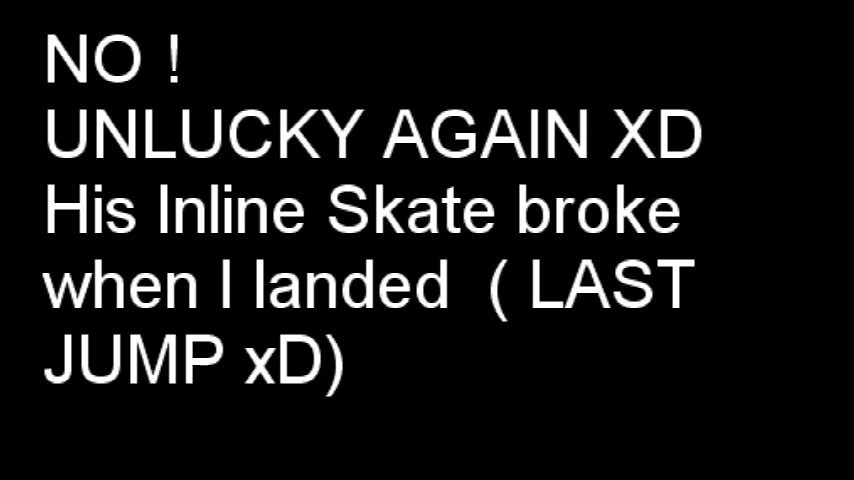 NO !
UNLUCKY AGAIN XD
His Inline Skate broke
when I landed  ( LAST
JUMP xD)